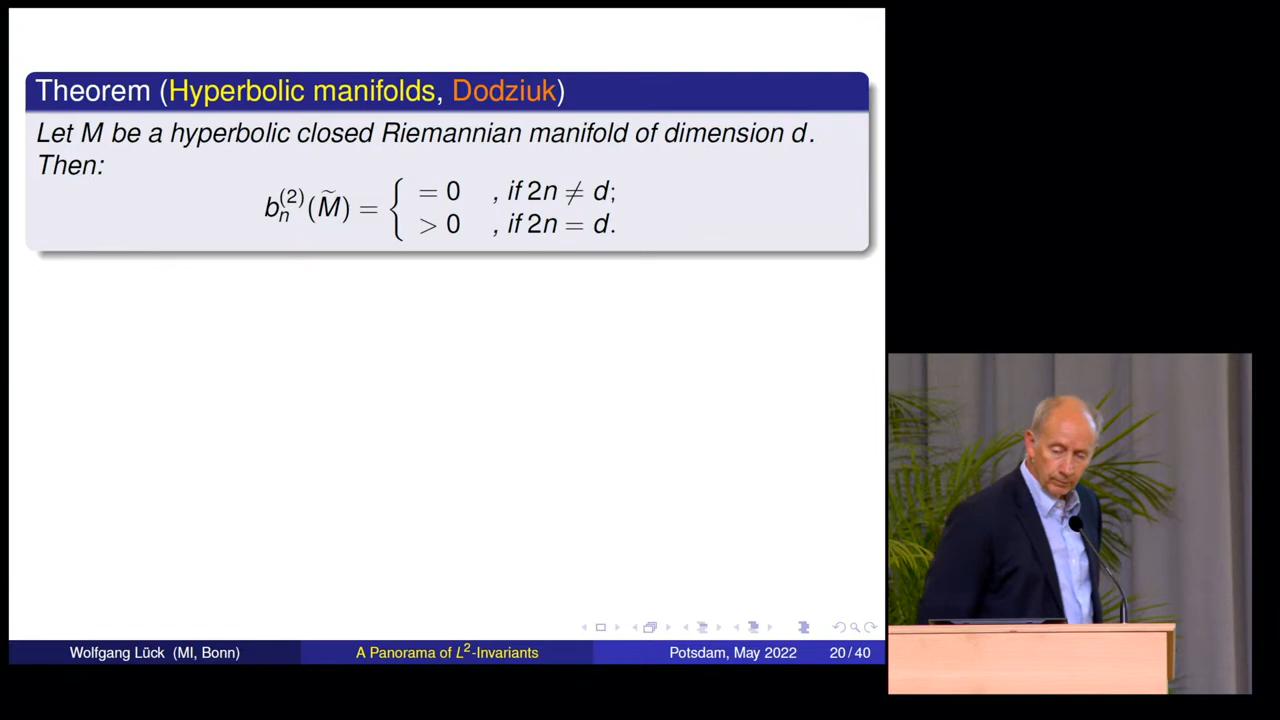 Theorem (Hyperbolic manifolds, Dodziuk)
Let M be a hyperbolic closed Riemannian manifold of dimension d.
Then:
b_n^{(2)}(\widetilde{M}) = { = 0 , if 2n ≠ d;
> 0 , if 2n = d.
Wolfgang Lück (MI, Bonn) A Panorama of L²-Invariants Potsdam, May 2022 20 / 40